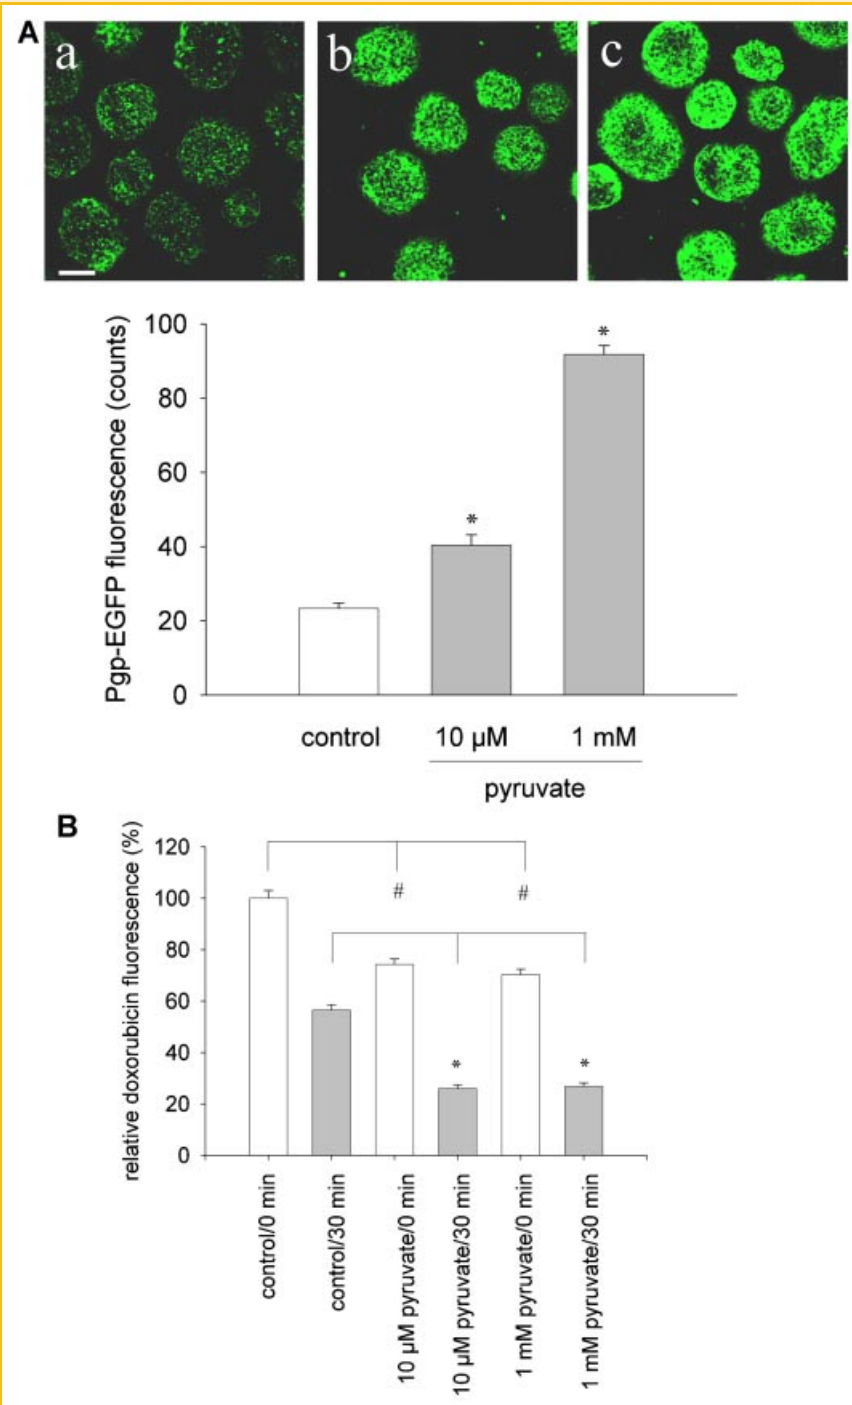 A
a
b
c
Pgp-EGFP fluorescence (counts)
100
80
60
40
20
0
*
*
control
10 µM
1 mM
pyruvate
B
relative doxorubicin fluorescence (%)
120
100
80
60
40
20
0
#
#
*
*
control/0 min
control/30 min
10 µM pyruvate/0 min
10 µM pyruvate/30 min
1 mM pyruvate/0 min
1 mM pyruvate/30 min